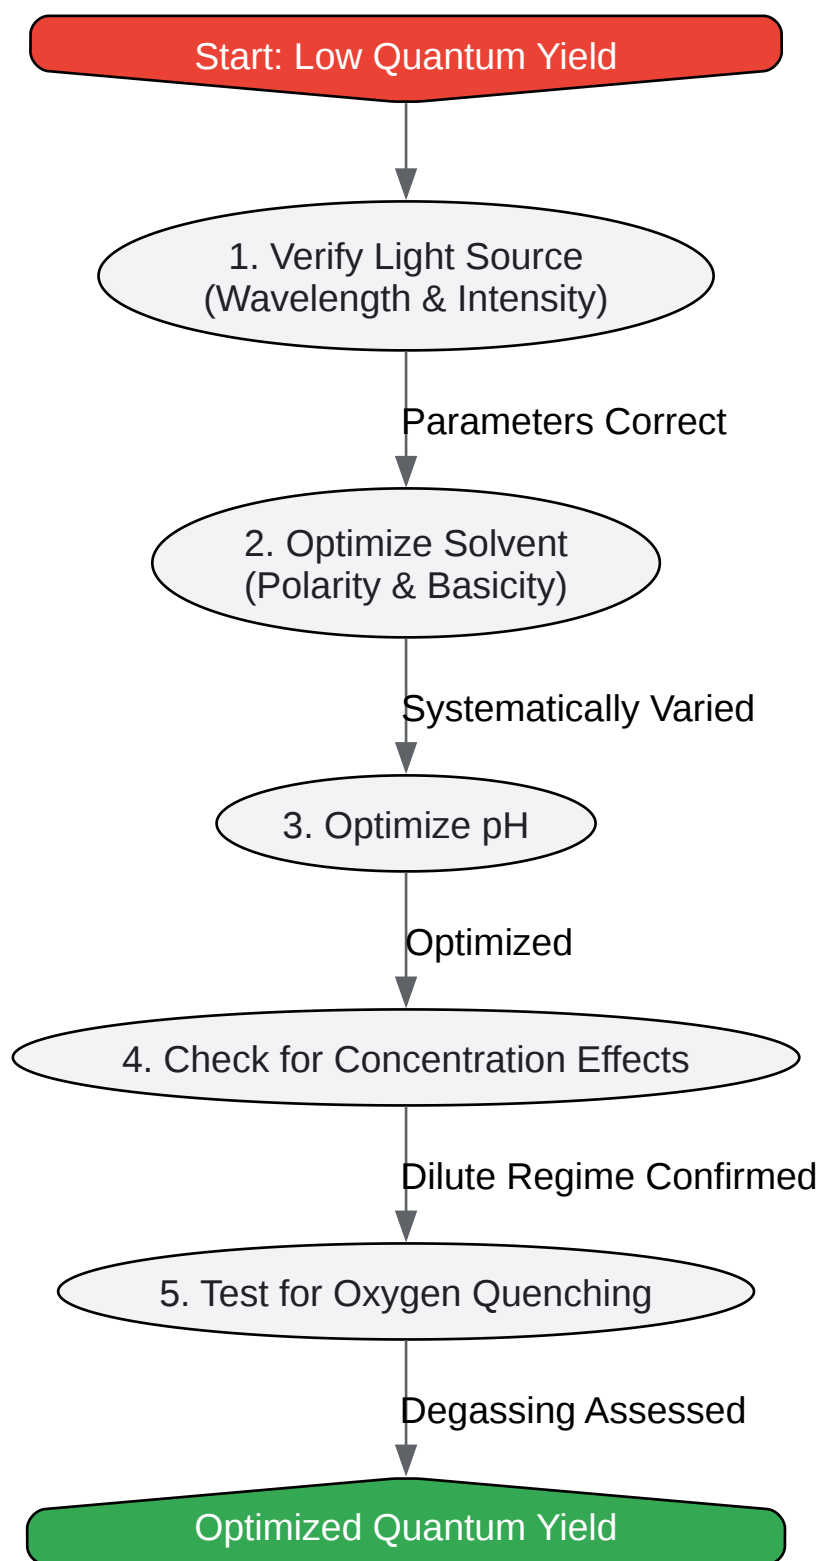 Start: Low Quantum Yield
1. Verify Light Source
(Wavelength & Intensity)
Parameters Correct
2. Optimize Solvent
(Polarity & Basicity)
Systematically Varied
3. Optimize pH
Optimized
4. Check for Concentration Effects
Dilute Regime Confirmed
5. Test for Oxygen Quenching
Degassing Assessed
Optimized Quantum Yield